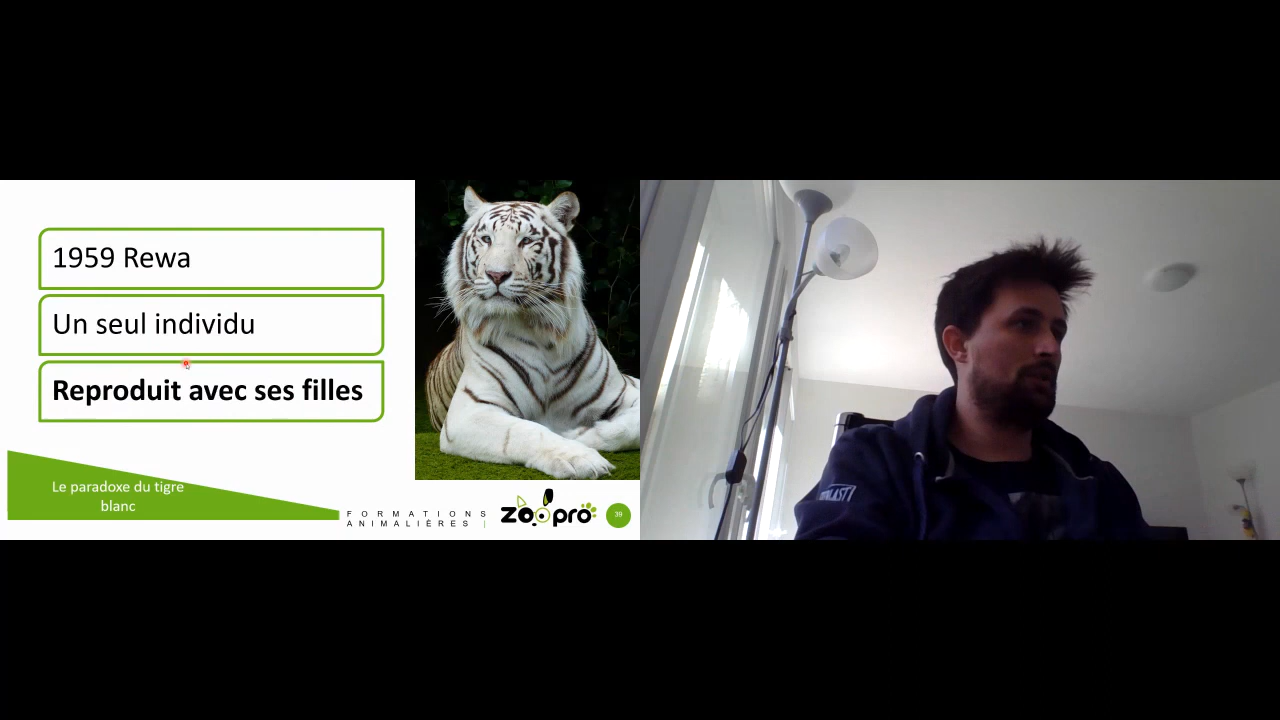 1959 Rewa
Un seul individu
Reproduit avec ses filles
Le paradoxe du tigre
blanc
FORMATIONS
ANIMALIÈRES |
zoopro
39